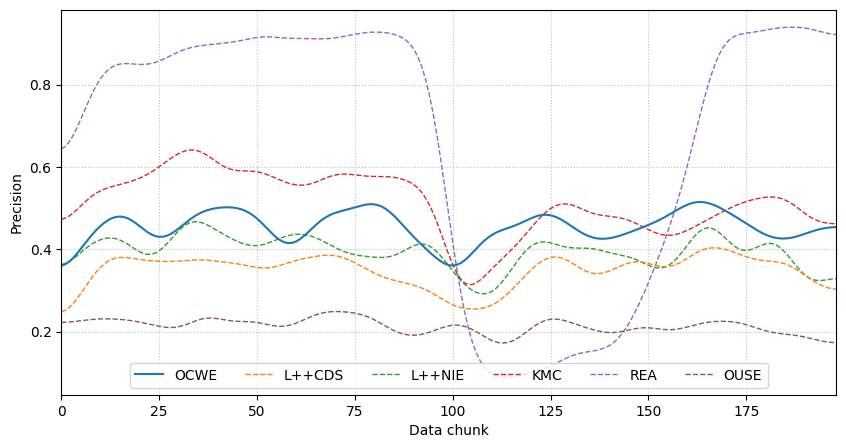 Precision
0.8
0.6
0.4
0.2
OCWE L++CDS L++NIE KMC REA OUSE
0 25 50 75 100 125 150 175
Data chunk